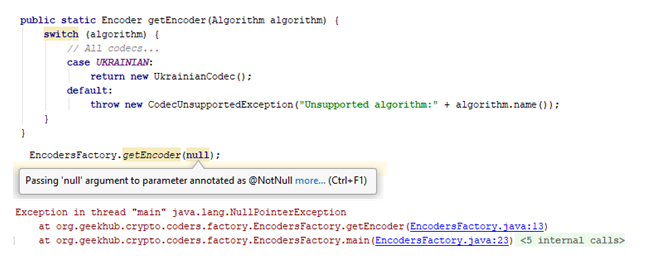 public static Encoder getEncoder(Algorithm algorithm) {
switch (algorithm) {
// All codecs...
case UKRAINIAN:
return new UkrainianCodec();
default:
throw new CodecUnsupportedException("Unsupported algorithm:" + algorithm.name());
}
}
EncodersFactory.getEncoder(null);
Passing 'null' argument to parameter annotated as @NotNull more... (Ctrl+F1)
Exception in thread "main" java.lang.NullPointerException
at org.geekhub.crypto.coders.factory.EncodersFactory.getEncoder(EncodersFactory.java:13)
at org.geekhub.crypto.coders.factory.EncodersFactory.main(EncodersFactory.java:23) <5 internal calls>